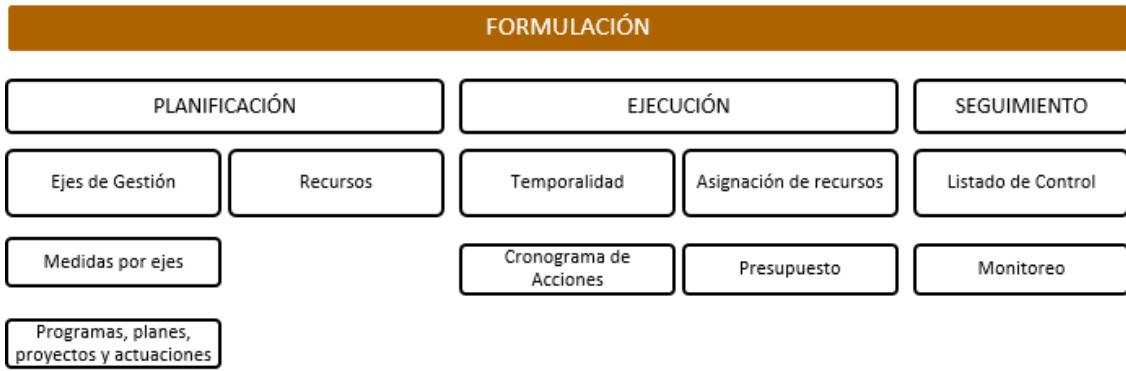 FORMULACIÓN
PLANIFICACIÓN
EJECUCIÓN
SEGUIMIENTO
Ejes de Gestión
Recursos
Temporalidad
Asignación de recursos
Listado de Control
Medidas por ejes
Cronograma de
Acciones
Presupuesto
Monitoreo
Programas, planes,
proyectos y actuaciones